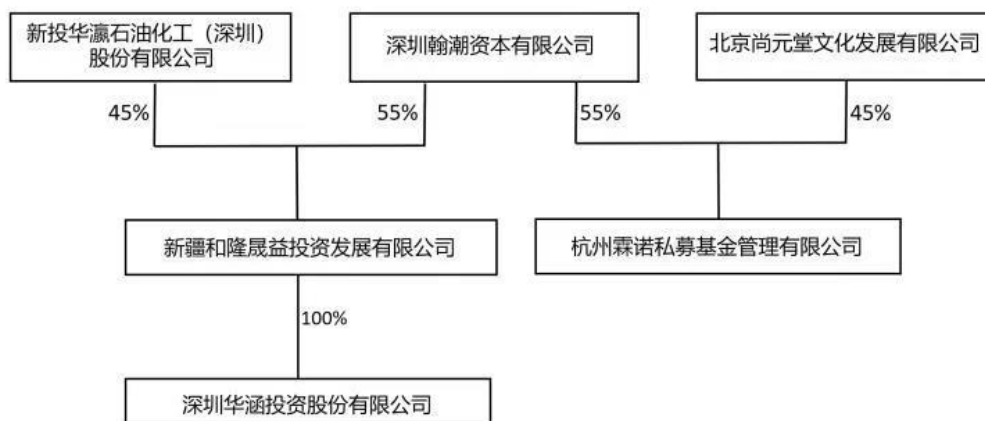 新投华瀛石油化工（深圳）
股份有限公司
深圳翰潮资本有限公司
北京尚元堂文化发展有限公司
45%
55%
55%
45%
新疆和隆晟益投资发展有限公司
杭州霖诺私募基金管理有限公司
100%
深圳华涵投资股份有限公司